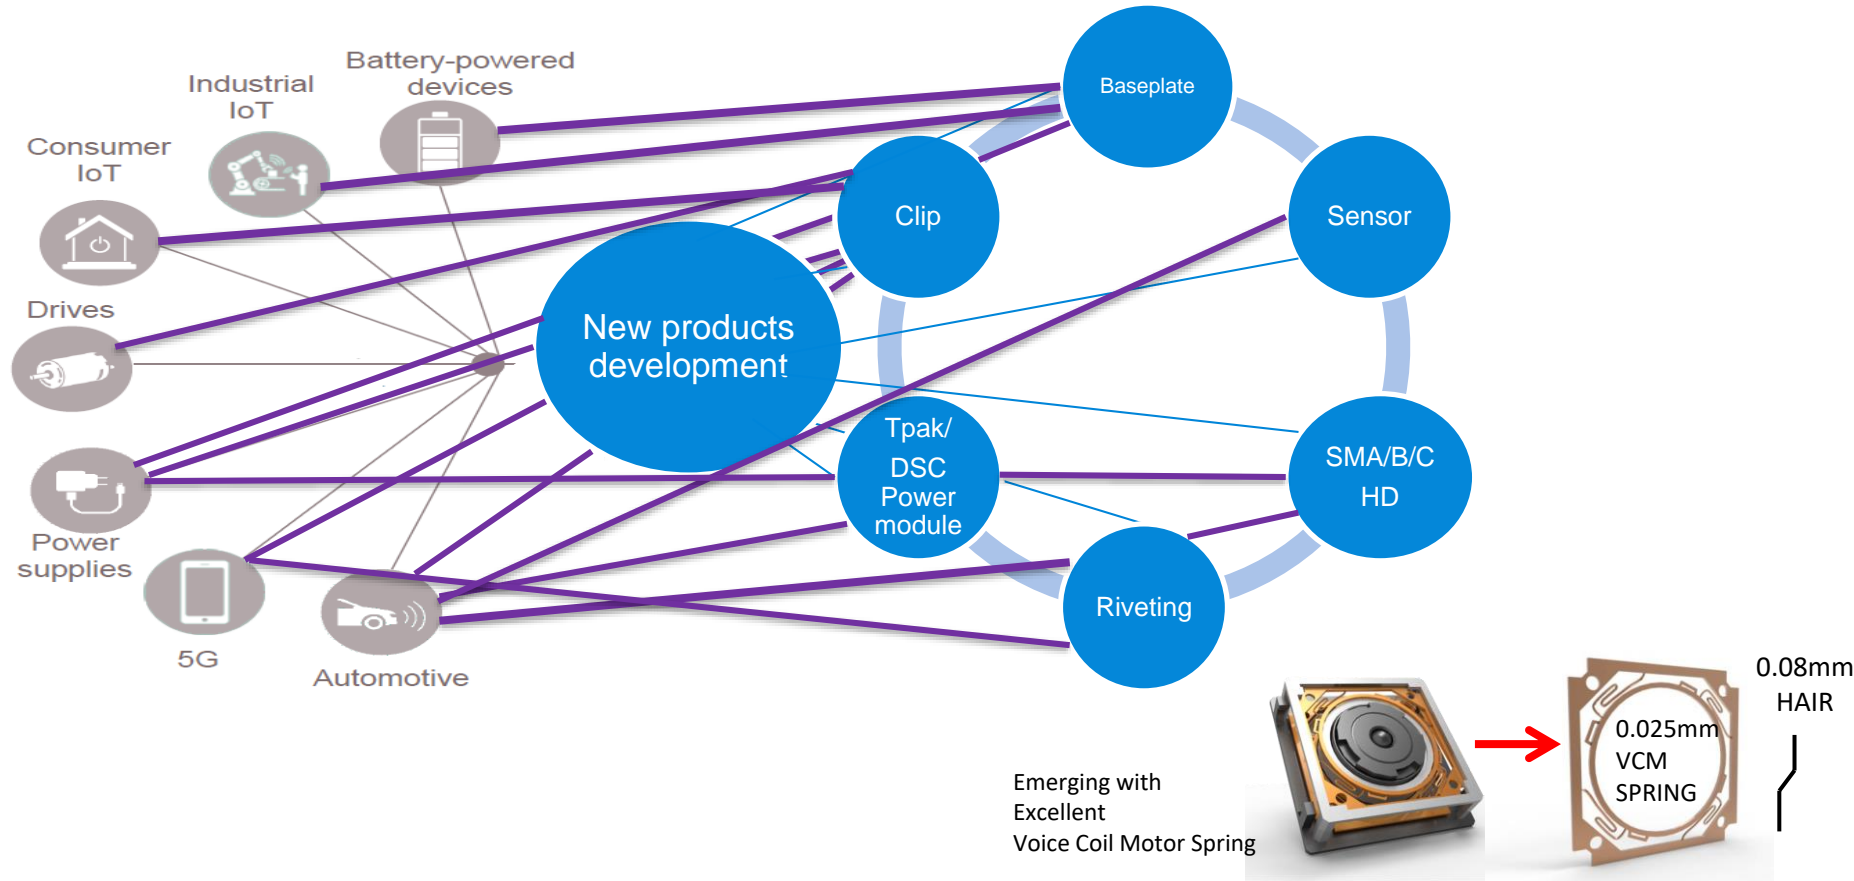 Battery-powered
devices
Industrial
IoT
Consumer
IoT
Drives
Power
supplies
5G
Automotive
New products
development
Baseplate
Clip
Sensor
Tpak/
DSC
Power
module
SMA/B/C
HD
Riveting
Emerging with
Excellent
Voice Coil Motor Spring
0.025mm
VCM
SPRING
0.08mm
HAIR